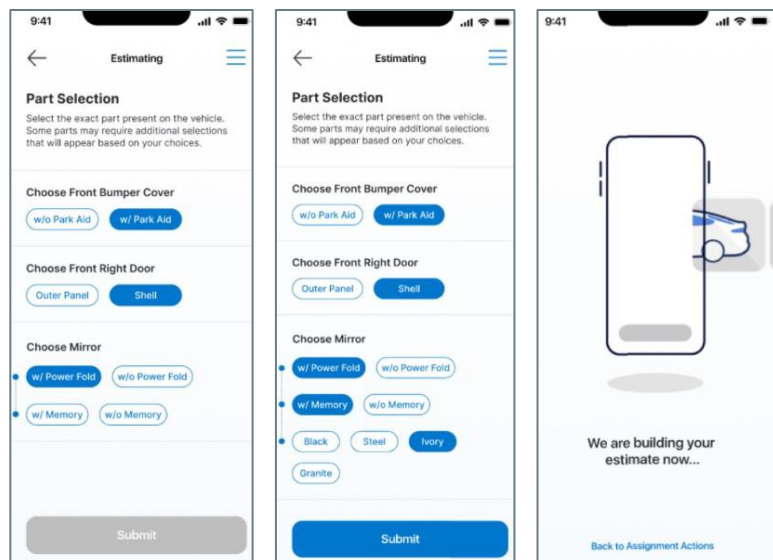 9:41
Estimating
Part Selection
Select the exact part present on the vehicle.
Some parts may require additional selections
that will appear based on your choices.
Choose Front Bumper Cover
w/o Park Aid w/ Park Aid
Choose Front Right Door
Outer Panel Shell
Choose Mirror
w/ Power Fold w/o Power Fold
w/ Memory w/o Memory
Submit
9:41
Estimating
Part Selection
Select the exact part present on the vehicle.
Some parts may require additional selections
that will appear based on your choices.
Choose Front Bumper Cover
w/o Park Aid w/ Park Aid
Choose Front Right Door
Outer Panel Shell
Choose Mirror
w/ Power Fold w/o Power Fold
w/ Memory w/o Memory
Black Steel Ivory
Granite
Submit
9:41
We are building your
estimate now...
Back to Assignment Actions